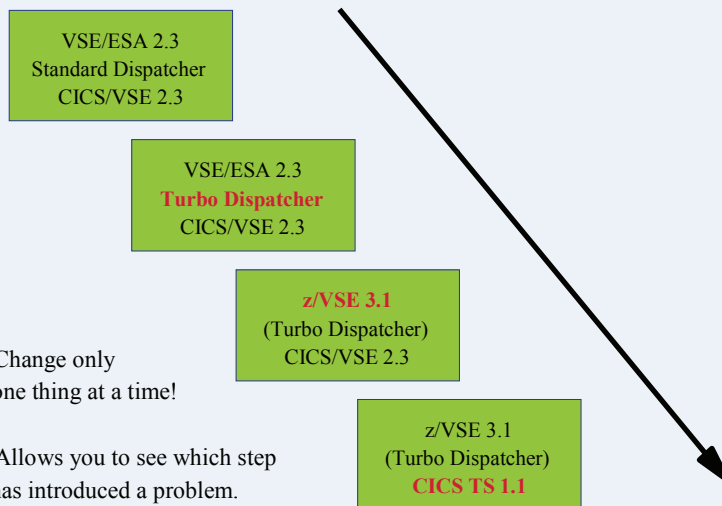 VSE/ESA 2.3
Standard Dispatcher
CICS/VSE 2.3
VSE/ESA 2.3
Turbo Dispatcher
CICS/VSE 2.3
z/VSE 3.1
(Turbo Dispatcher)
CICS/VSE 2.3
Change only
one thing at a time!
Allows you to see which step
has introduced a problem.
z/VSE 3.1
(Turbo Dispatcher)
CICS TS 1.1